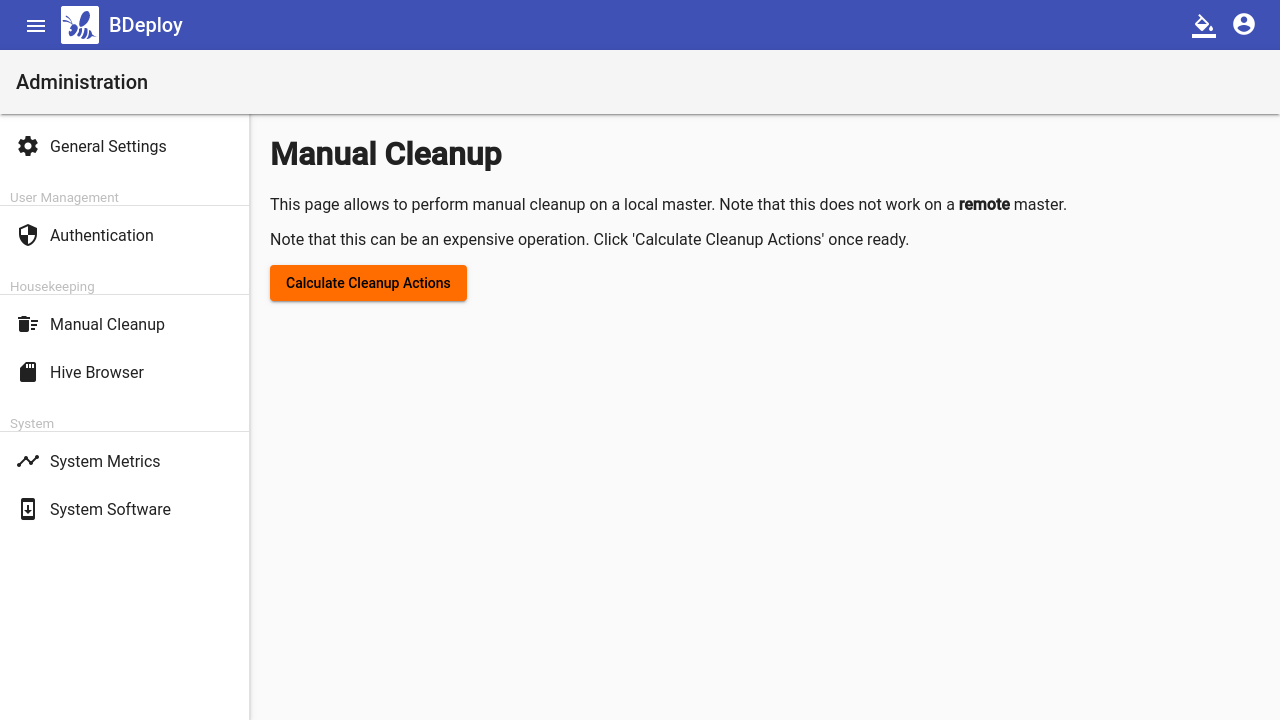 BDeploy
Administration
General Settings
User Management
Authentication
Housekeeping
Manual Cleanup
Hive Browser
System
System Metrics
System Software
Manual Cleanup
This page allows to perform manual cleanup on a local master. Note that this does not work on a remote master.
Note that this can be an expensive operation. Click 'Calculate Cleanup Actions' once ready.
Calculate Cleanup Actions